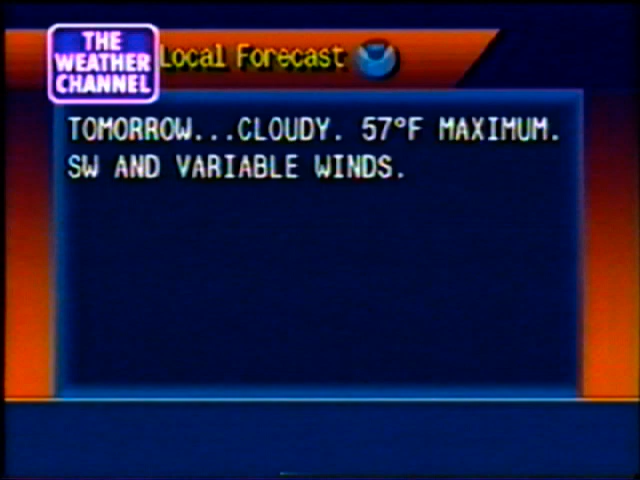 THE
WEATHER
CHANNEL
Local Forecast
TOMORROW...CLOUDY. 57°F MAXIMUM.
SW AND VARIABLE WINDS.